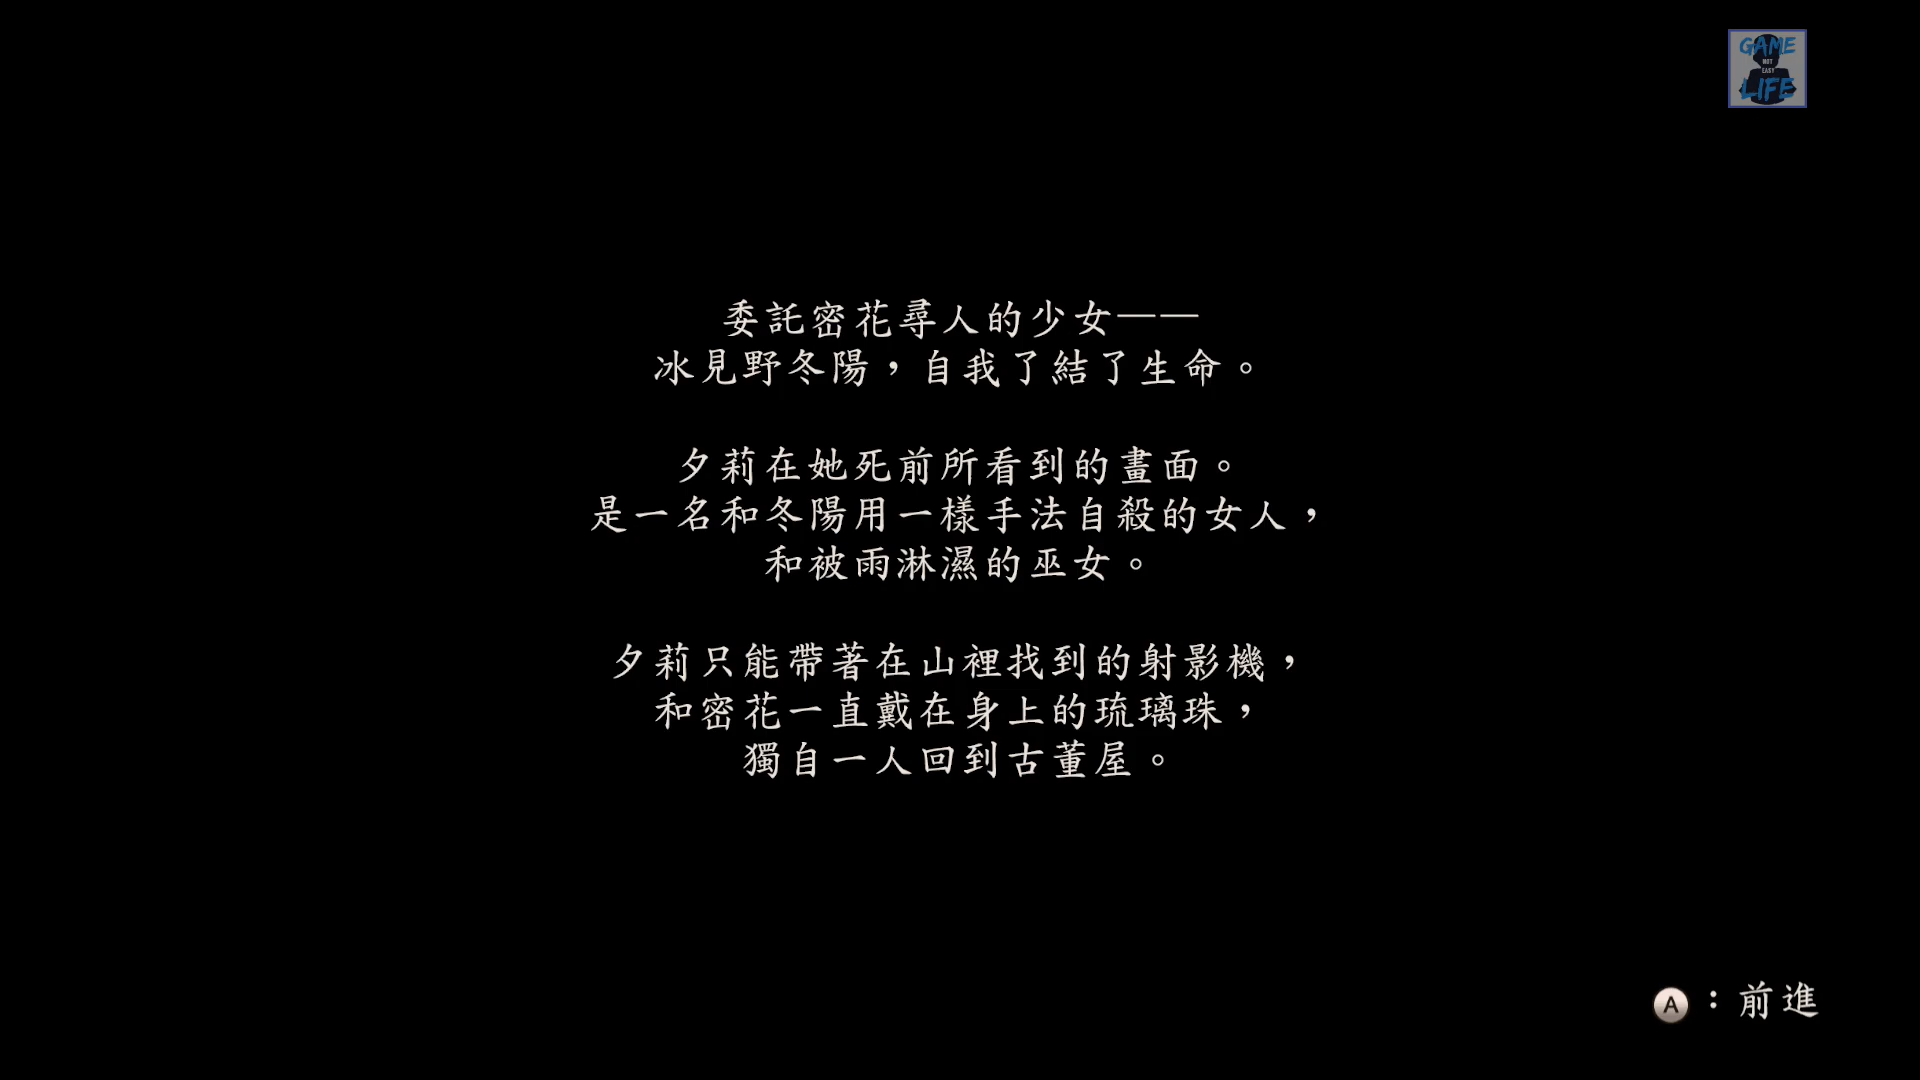 GAME
NOT
EASY
LIFE
委託密花尋人的少女——
冰見野冬陽，自我了結了生命。
夕莉在她死前所看到的畫面。
是一名和冬陽用一樣手法自殺的女人，
和被雨淋濕的巫女。
夕莉只能帶著在山裡找到的射影機，
和密花一直戴在身上的琉璃珠，
獨自一人回到古董屋。
A：前進